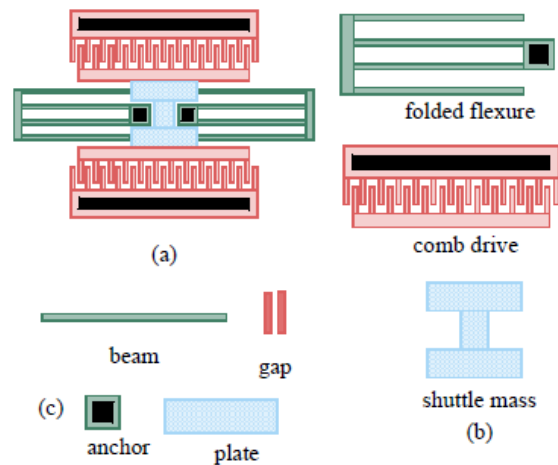 folded flexure
comb drive
(a)
beam
gap
shuttle mass
(c)
anchor
plate
(b)